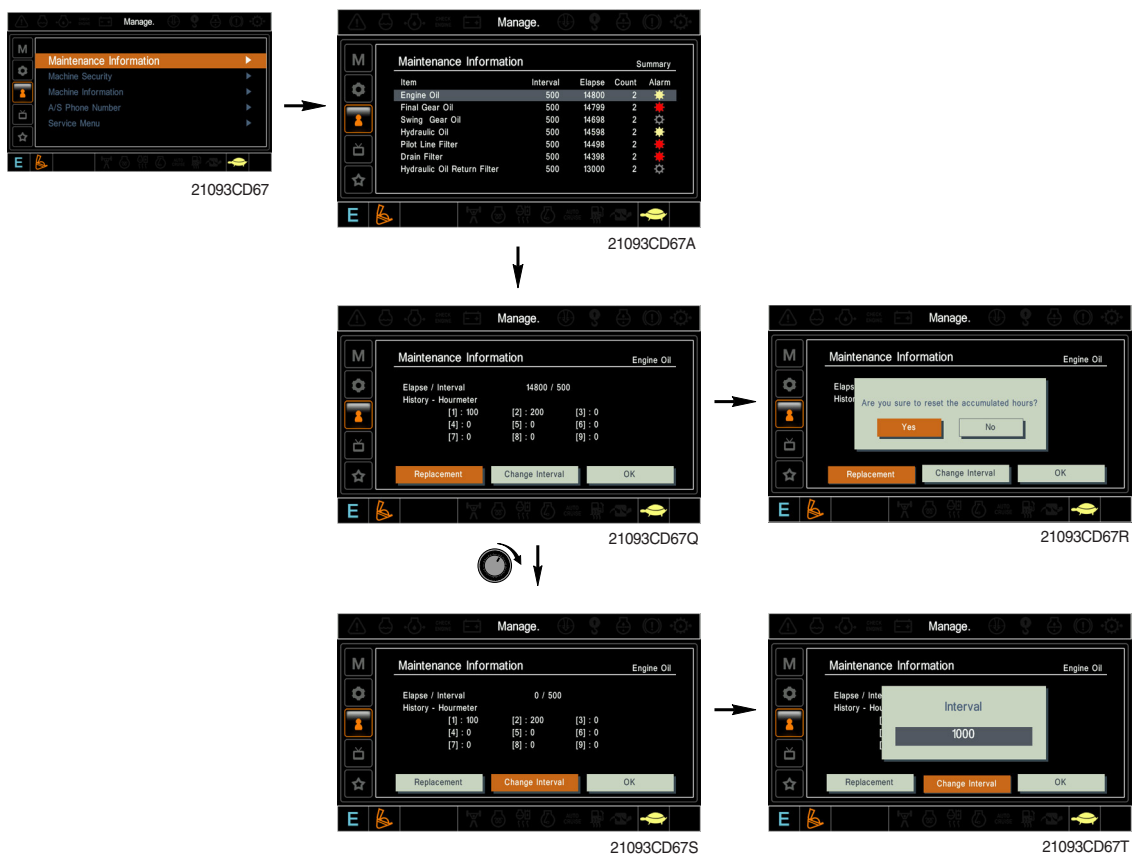 Manage.
M
Maintenance Information
Machine Security
Machine Information
A/S Phone Number
Service Menu
E
21093CD67
Manage.
M
Maintenance Information Summary
Item Interval Elapse Count Alarm
Engine Oil 500 14800 2
Final Gear Oil 500 14799 2
Swing Gear Oil 500 14698 2
Hydraulic Oil 500 14598 2
Pilot Line Filter 500 14498 2
Drain Filter 500 14398 2
Hydraulic Oil Return Filter 500 13000 2
E
21093CD67A
Manage.
M
Maintenance Information Engine Oil
Elapse / Interval 14800 / 500
History - Hourmeter
[1] : 100 [2] : 200 [3] : 0
[4] : 0 [5] : 0 [6] : 0
[7] : 0 [8] : 0 [9] : 0
Replacement Change Interval OK
E
21093CD67Q
Manage.
M
Maintenance Information Engine Oil
Elaps
Histor
Are you sure to reset the accumulated hours?
Yes No
Replacement Change Interval OK
E
21093CD67R
Manage.
M
Maintenance Information Engine Oil
Elapse / Interval 0 / 500
History - Hourmeter
[1] : 100 [2] : 200 [3] : 0
[4] : 0 [5] : 0 [6] : 0
[7] : 0 [8] : 0 [9] : 0
Replacement Change Interval OK
E
21093CD67S
Manage.
M
Maintenance Information Engine Oil
Elapse / Inte
History - Hou
Interval
1000
Replacement Change Interval OK
E
21093CD67T